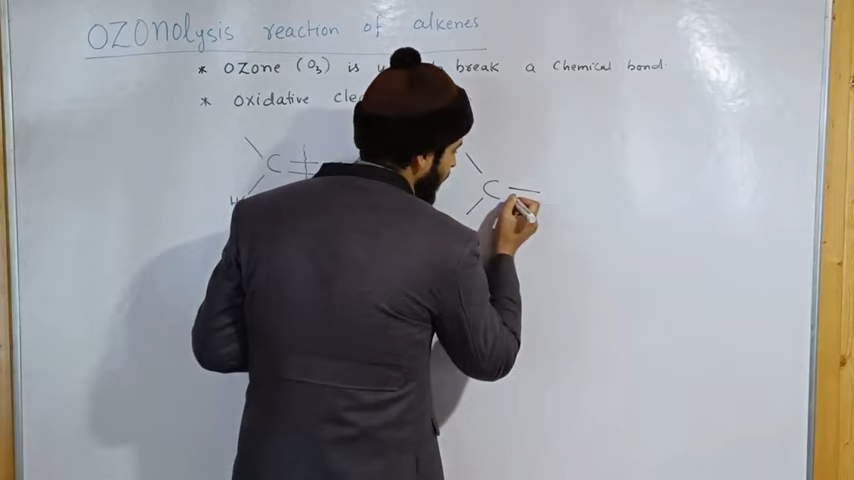 OZONOlysis reaction of alkenes
* OZone (O3) is break a Chemical bond.
* Oxidative
C C